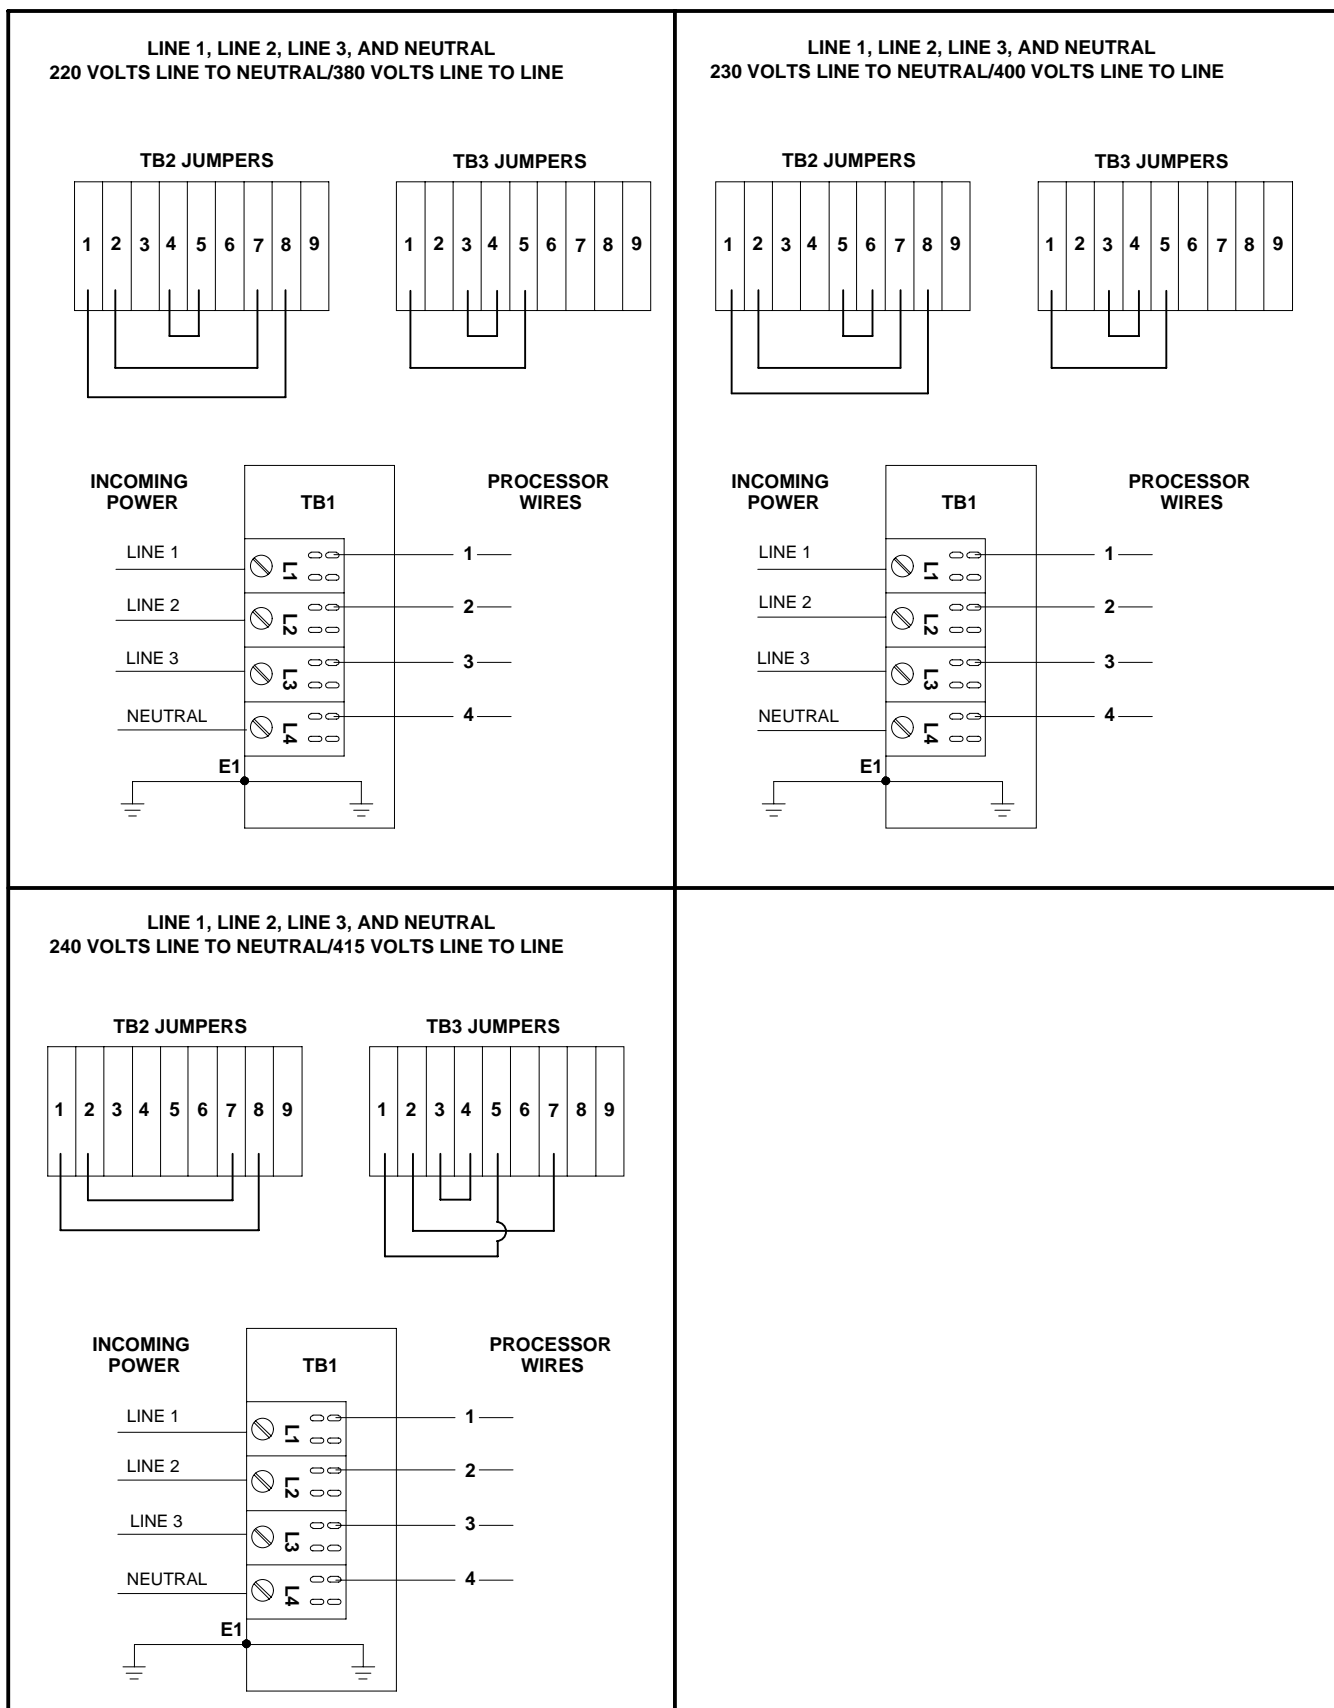 LINE 1, LINE 2, LINE 3, AND NEUTRAL
220 VOLTS LINE TO NEUTRAL/380 VOLTS LINE TO LINE
TB2 JUMPERS
1 2 3 4 5 6 7 8 9
TB3 JUMPERS
1 2 3 4 5 6 7 8 9
INCOMING
POWER
TB1
PROCESSOR
WIRES
LINE 1
L1
1
LINE 2
L2
2
LINE 3
L3
3
NEUTRAL
L4
4
E1
LINE 1, LINE 2, LINE 3, AND NEUTRAL
230 VOLTS LINE TO NEUTRAL/400 VOLTS LINE TO LINE
TB2 JUMPERS
1 2 3 4 5 6 7 8 9
TB3 JUMPERS
1 2 3 4 5 6 7 8 9
INCOMING
POWER
TB1
PROCESSOR
WIRES
LINE 1
L1
1
LINE 2
L2
2
LINE 3
L3
3
NEUTRAL
L4
4
E1
LINE 1, LINE 2, LINE 3, AND NEUTRAL
240 VOLTS LINE TO NEUTRAL/415 VOLTS LINE TO LINE
TB2 JUMPERS
1 2 3 4 5 6 7 8 9
TB3 JUMPERS
1 2 3 4 5 6 7 8 9
INCOMING
POWER
TB1
PROCESSOR
WIRES
LINE 1
L1
1
LINE 2
L2
2
LINE 3
L3
3
NEUTRAL
L4
4
E1